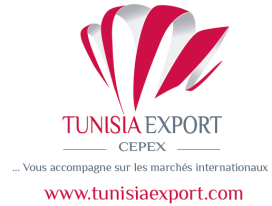 TUNISIA EXPORT
CEPEX
... Vous accompagne sur les marchés internationaux
www.tunisiaexport.com